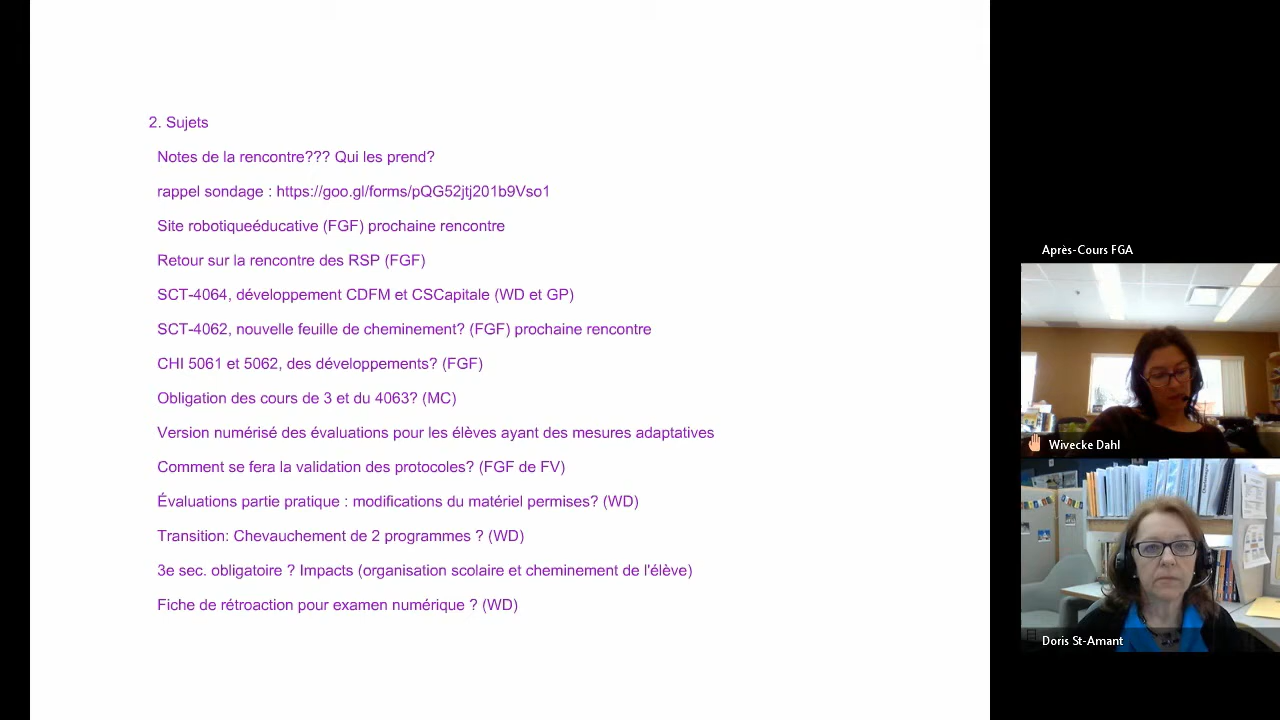 2. Sujets
Notes de la rencontre??? Qui les prend?
rappel sondage : https://goo.gl/forms/pQG52jtj201b9Vso1
Site robotiqueéducative (FGF) prochaine rencontre
Retour sur la rencontre des RSP (FGF)
SCT-4064, développement CDFM et CSCapitale (WD et GP)
SCT-4062, nouvelle feuille de cheminement? (FGF) prochaine rencontre
CHI 5061 et 5062, des développements? (FGF)
Obligation des cours de 3 et du 4063? (MC)
Version numérisé des évaluations pour les élèves ayant des mesures adaptatives
Comment se fera la validation des protocoles? (FGF de FV)
Évaluations partie pratique : modifications du matériel permises? (WD)
Transition: Chevauchement de 2 programmes ? (WD)
3e sec. obligatoire ? Impacts (organisation scolaire et cheminement de l'élève)
Fiche de rétroaction pour examen numérique ? (WD)
Après-Cours FGA
Wivecke Dahl
Doris St-Amant